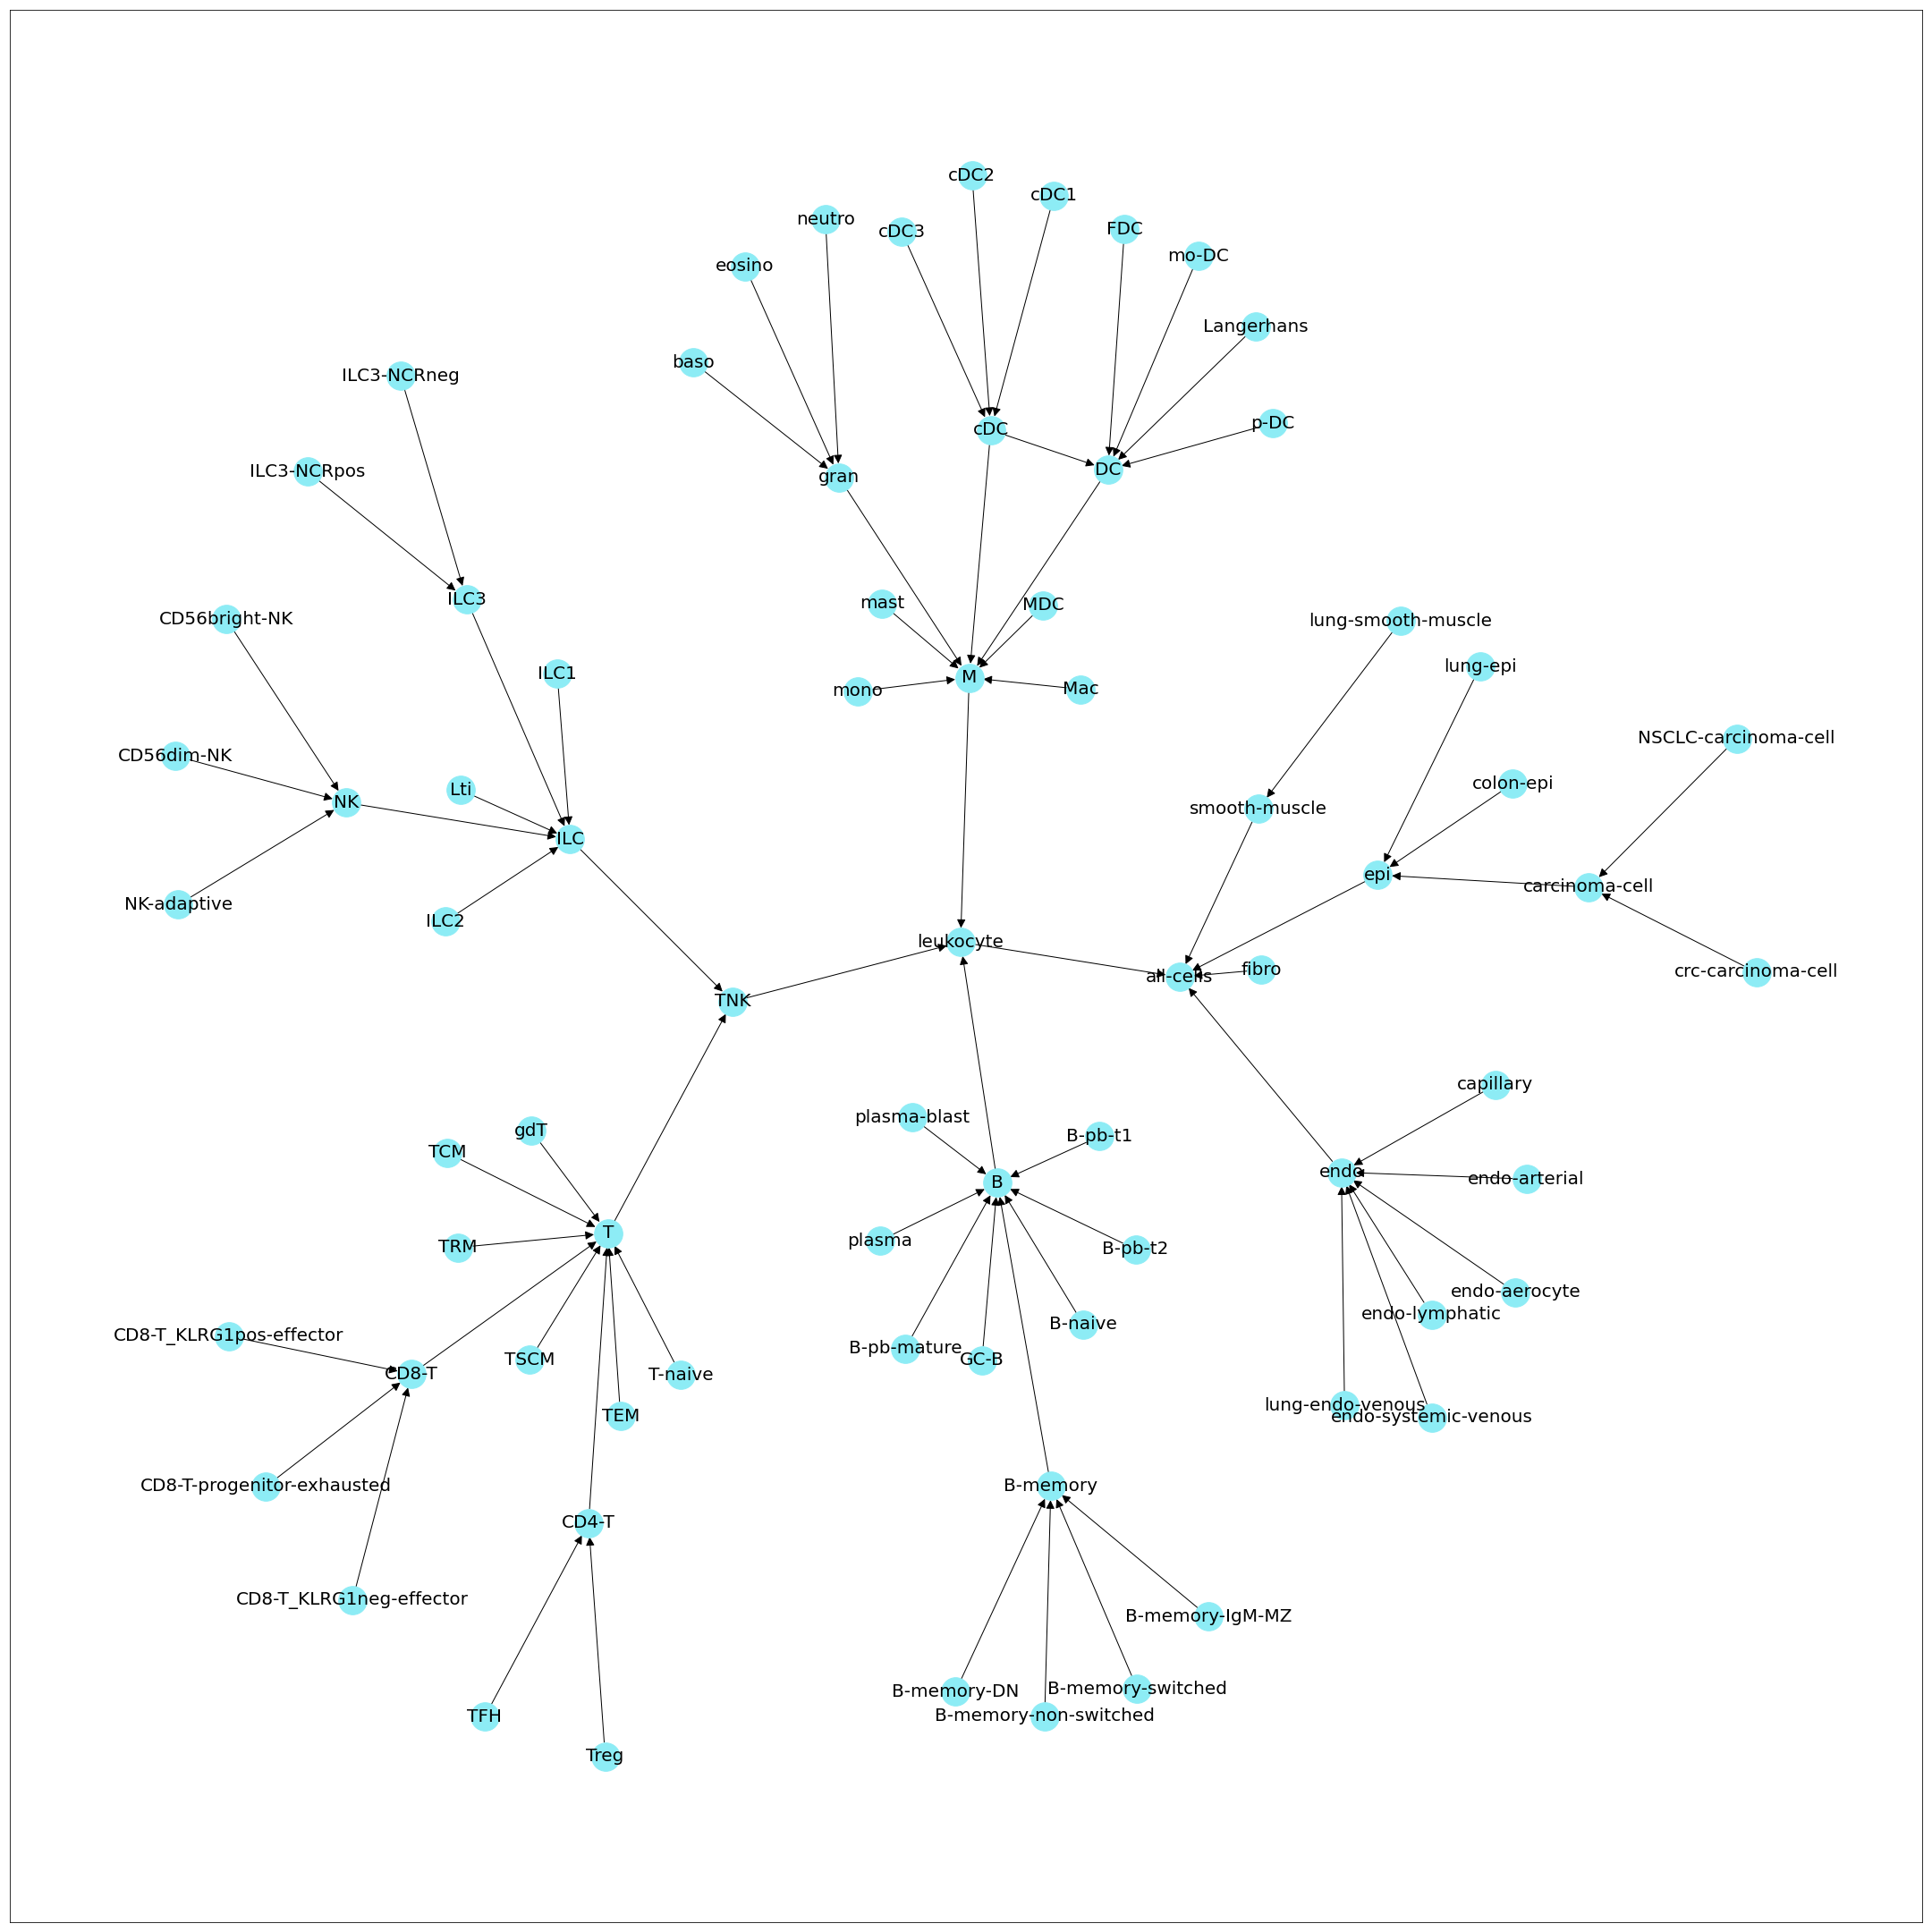 cDC2
cDC1
neutro
cDC3
FDC
mo-DC
eosino
Langerhans
baso
ILC3-NCRneg
p-DC
cDC
ILC3-NCRpos
DC
gran
ILC3
mast
MDC
CD56bright-NK
lung-smooth-muscle
lung-epi
ILC1
M
mono
Mac
NSCLC-carcinoma-cell
CD56dim-NK
colon-epi
Lti
NK
smooth-muscle
ILC
epi
carcinoma-cell
NK-adaptive
ILC2
leukocyte
fibro
all-cells
crc-carcinoma-cell
TNK
capillary
plasma-blast
gdT
B-pb-t1
TCM
endo
endo-arterial
B
T
plasma
TRM
B-pb-t2
endo-aerocyte
endo-lymphatic
B-naive
CD8-T_KLRG1pos-effector
B-pb-mature
GC-B
TSCM
CD8-T
T-naive
lung-endo-venous
TEM
endo-systemic-venous
CD8-T-progenitor-exhausted
B-memory
CD4-T
CD8-T_KLRG1neg-effector
B-memory-IgM-MZ
B-memory-switched
B-memory-DN
B-memory-non-switched
TFH
Treg